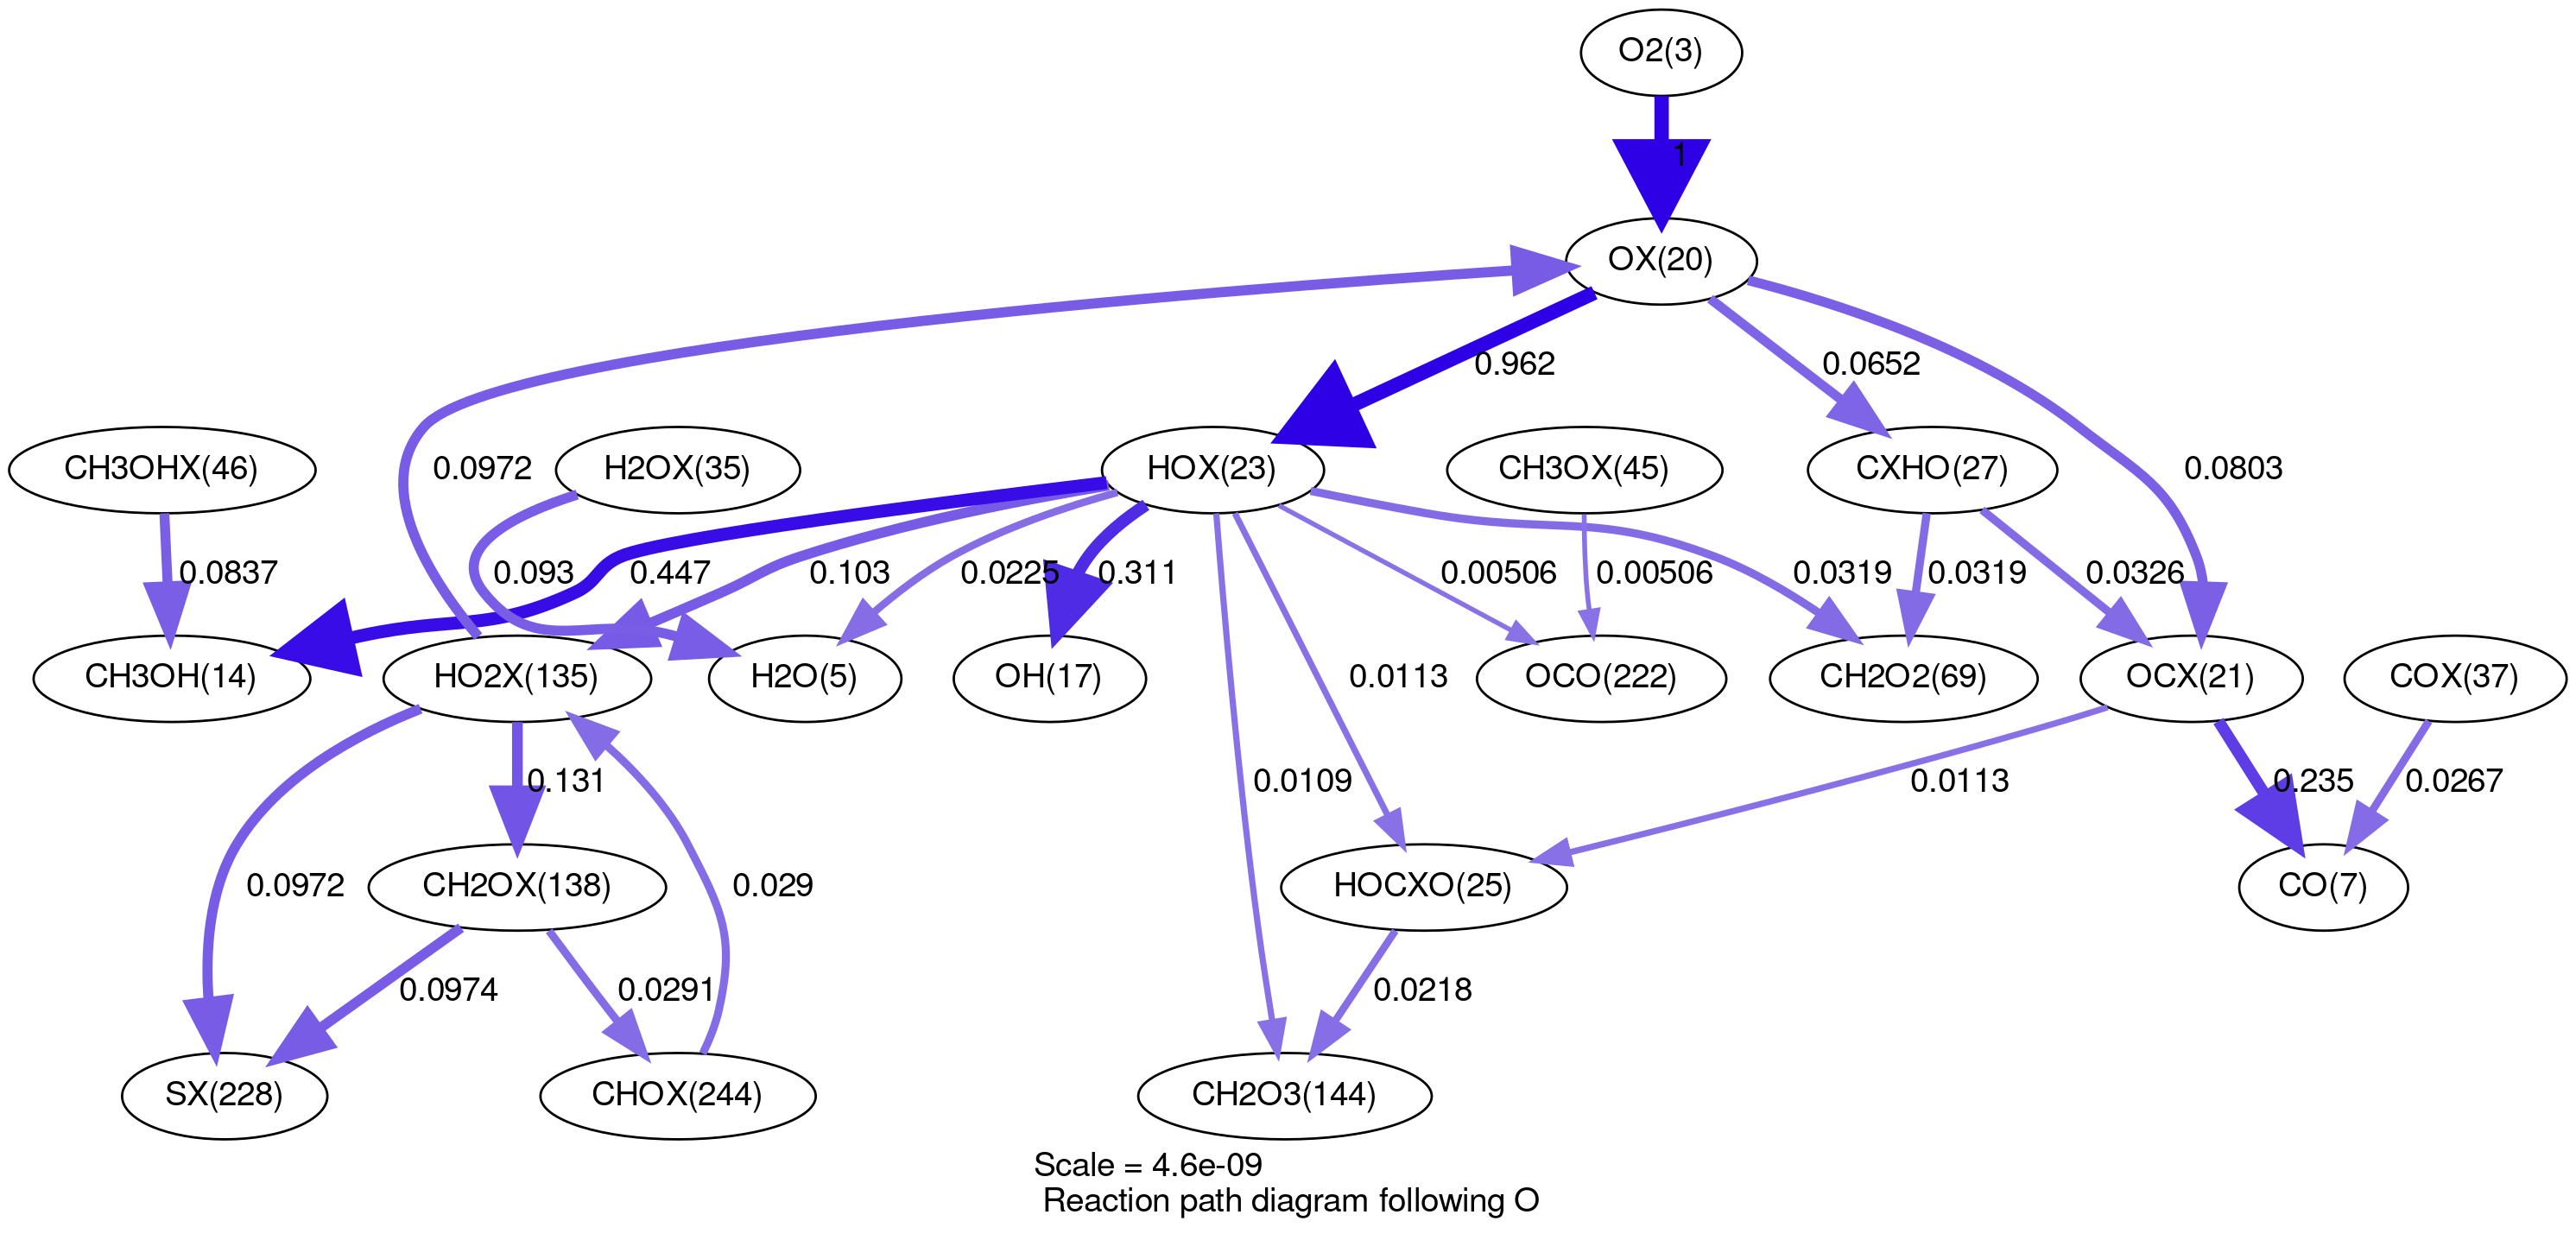 O2(3)
1
OX(20)
0.962
0.0652
0.0972
0.0803
CH3OHX(46)
H2OX(35)
HOX(23)
CH3OX(45)
CXHO(27)
0.0837
0.093
0.447
0.103
0.0225
0.311
0.00506
0.00506
0.0319
0.0319
0.0326
CH3OH(14)
HO2X(135)
H2O(5)
OH(17)
OCO(222)
CH2O2(69)
OCX(21)
COX(37)
0.0113
0.131
0.0109
0.0113
0.235
0.0267
0.0972
CH2OX(138)
0.029
HOCXO(25)
CO(7)
0.0974
0.0291
0.0218
SX(228)
CHOX(244)
CH2O3(144)
Scale = 4.6e-09
Reaction path diagram following O